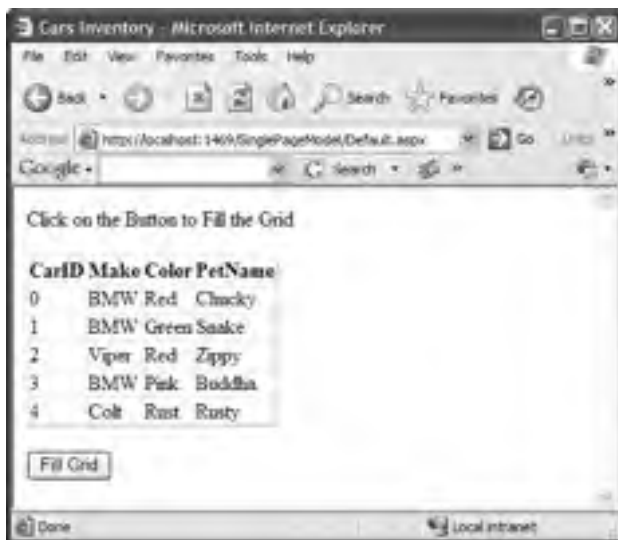 Cars Inventory - Microsoft Internet Explorer
File Edit View Favorites Tools Help
Back Search Favorites
Address http://localhost:1469/SinglePageModel/Default.aspx Go Links
Google Search
Click on the Button to Fill the Grid
CarID Make Color PetName
0 BMW Red Chucky
1 BMW Green Snake
2 Viper Red Zippy
3 BMW Pink Buddha
4 Colt Rust Rusty
Fill Grid
Done Local intranet